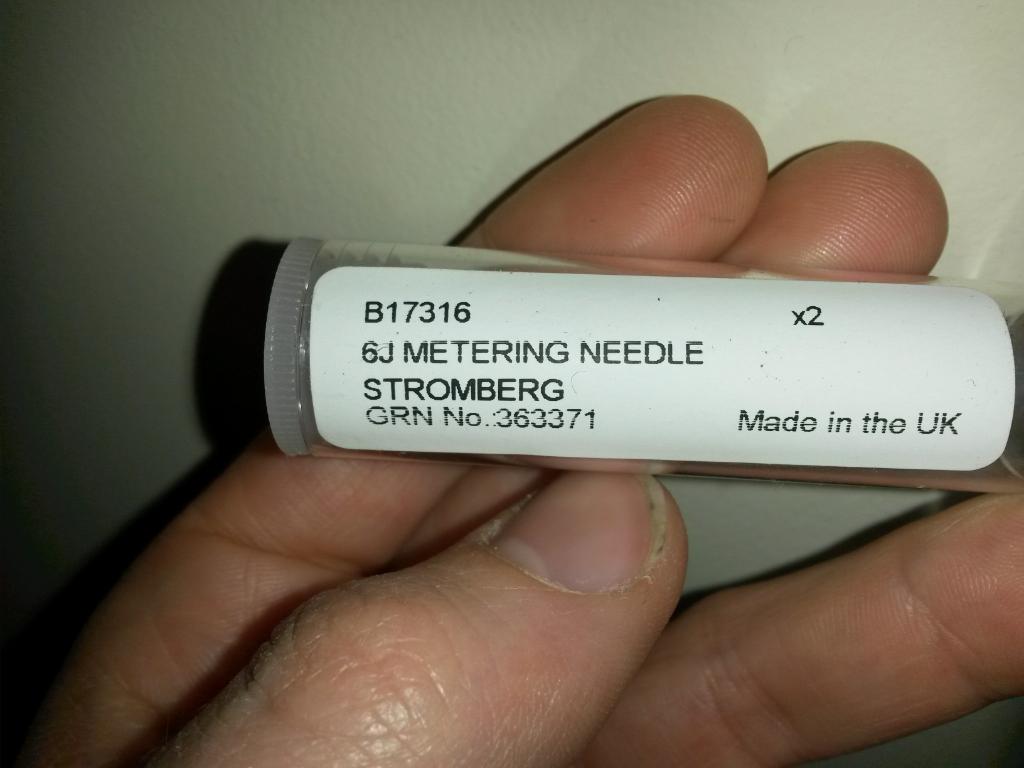 B17316 x2
6J METERING NEEDLE
STROMBERG
GRN No.:363371 Made in the UK